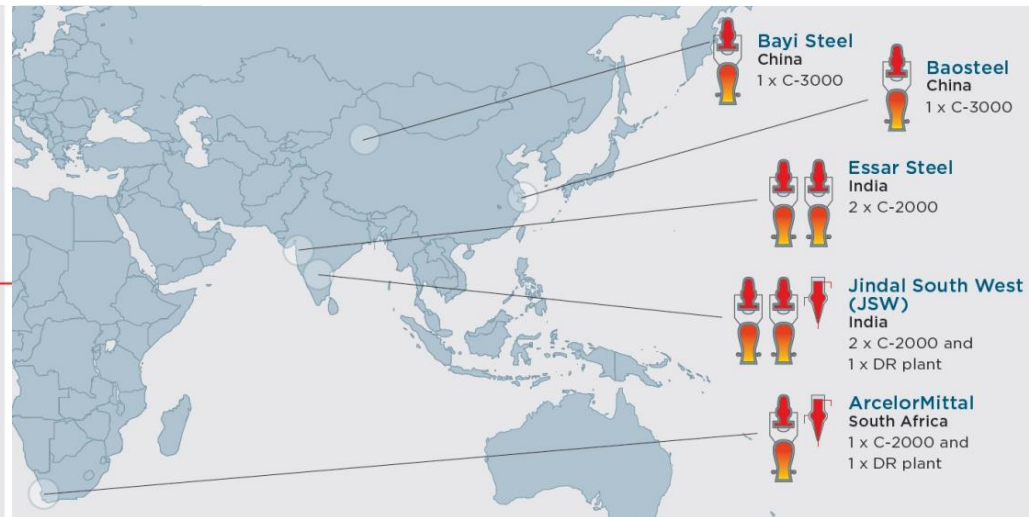 Bayi Steel
China
1 x C-3000
Baosteel
China
1 x C-3000
Essar Steel
India
2 x C-2000
Jindal South West
(JSW)
India
2 x C-2000 and
1 x DR plant
ArcelorMittal
South Africa
1 x C-2000 and
1 x DR plant